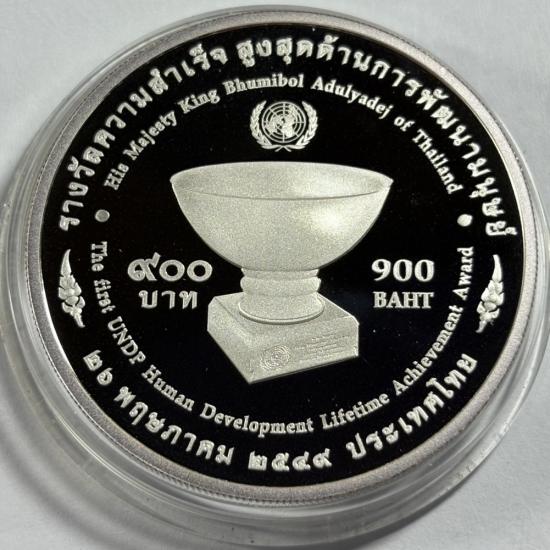 รางวัลความสำเร็จ สูงสุดด้านการพัฒนามนุษย์
His Majesty King Bhumibol Adulyadej of Thailand
๙๐๐
บาท
900
BAHT
The first UNDP Human Development Lifetime Achievement Award
๒๖ พฤษภาคม ๒๕๔๙ ประเทศไทย